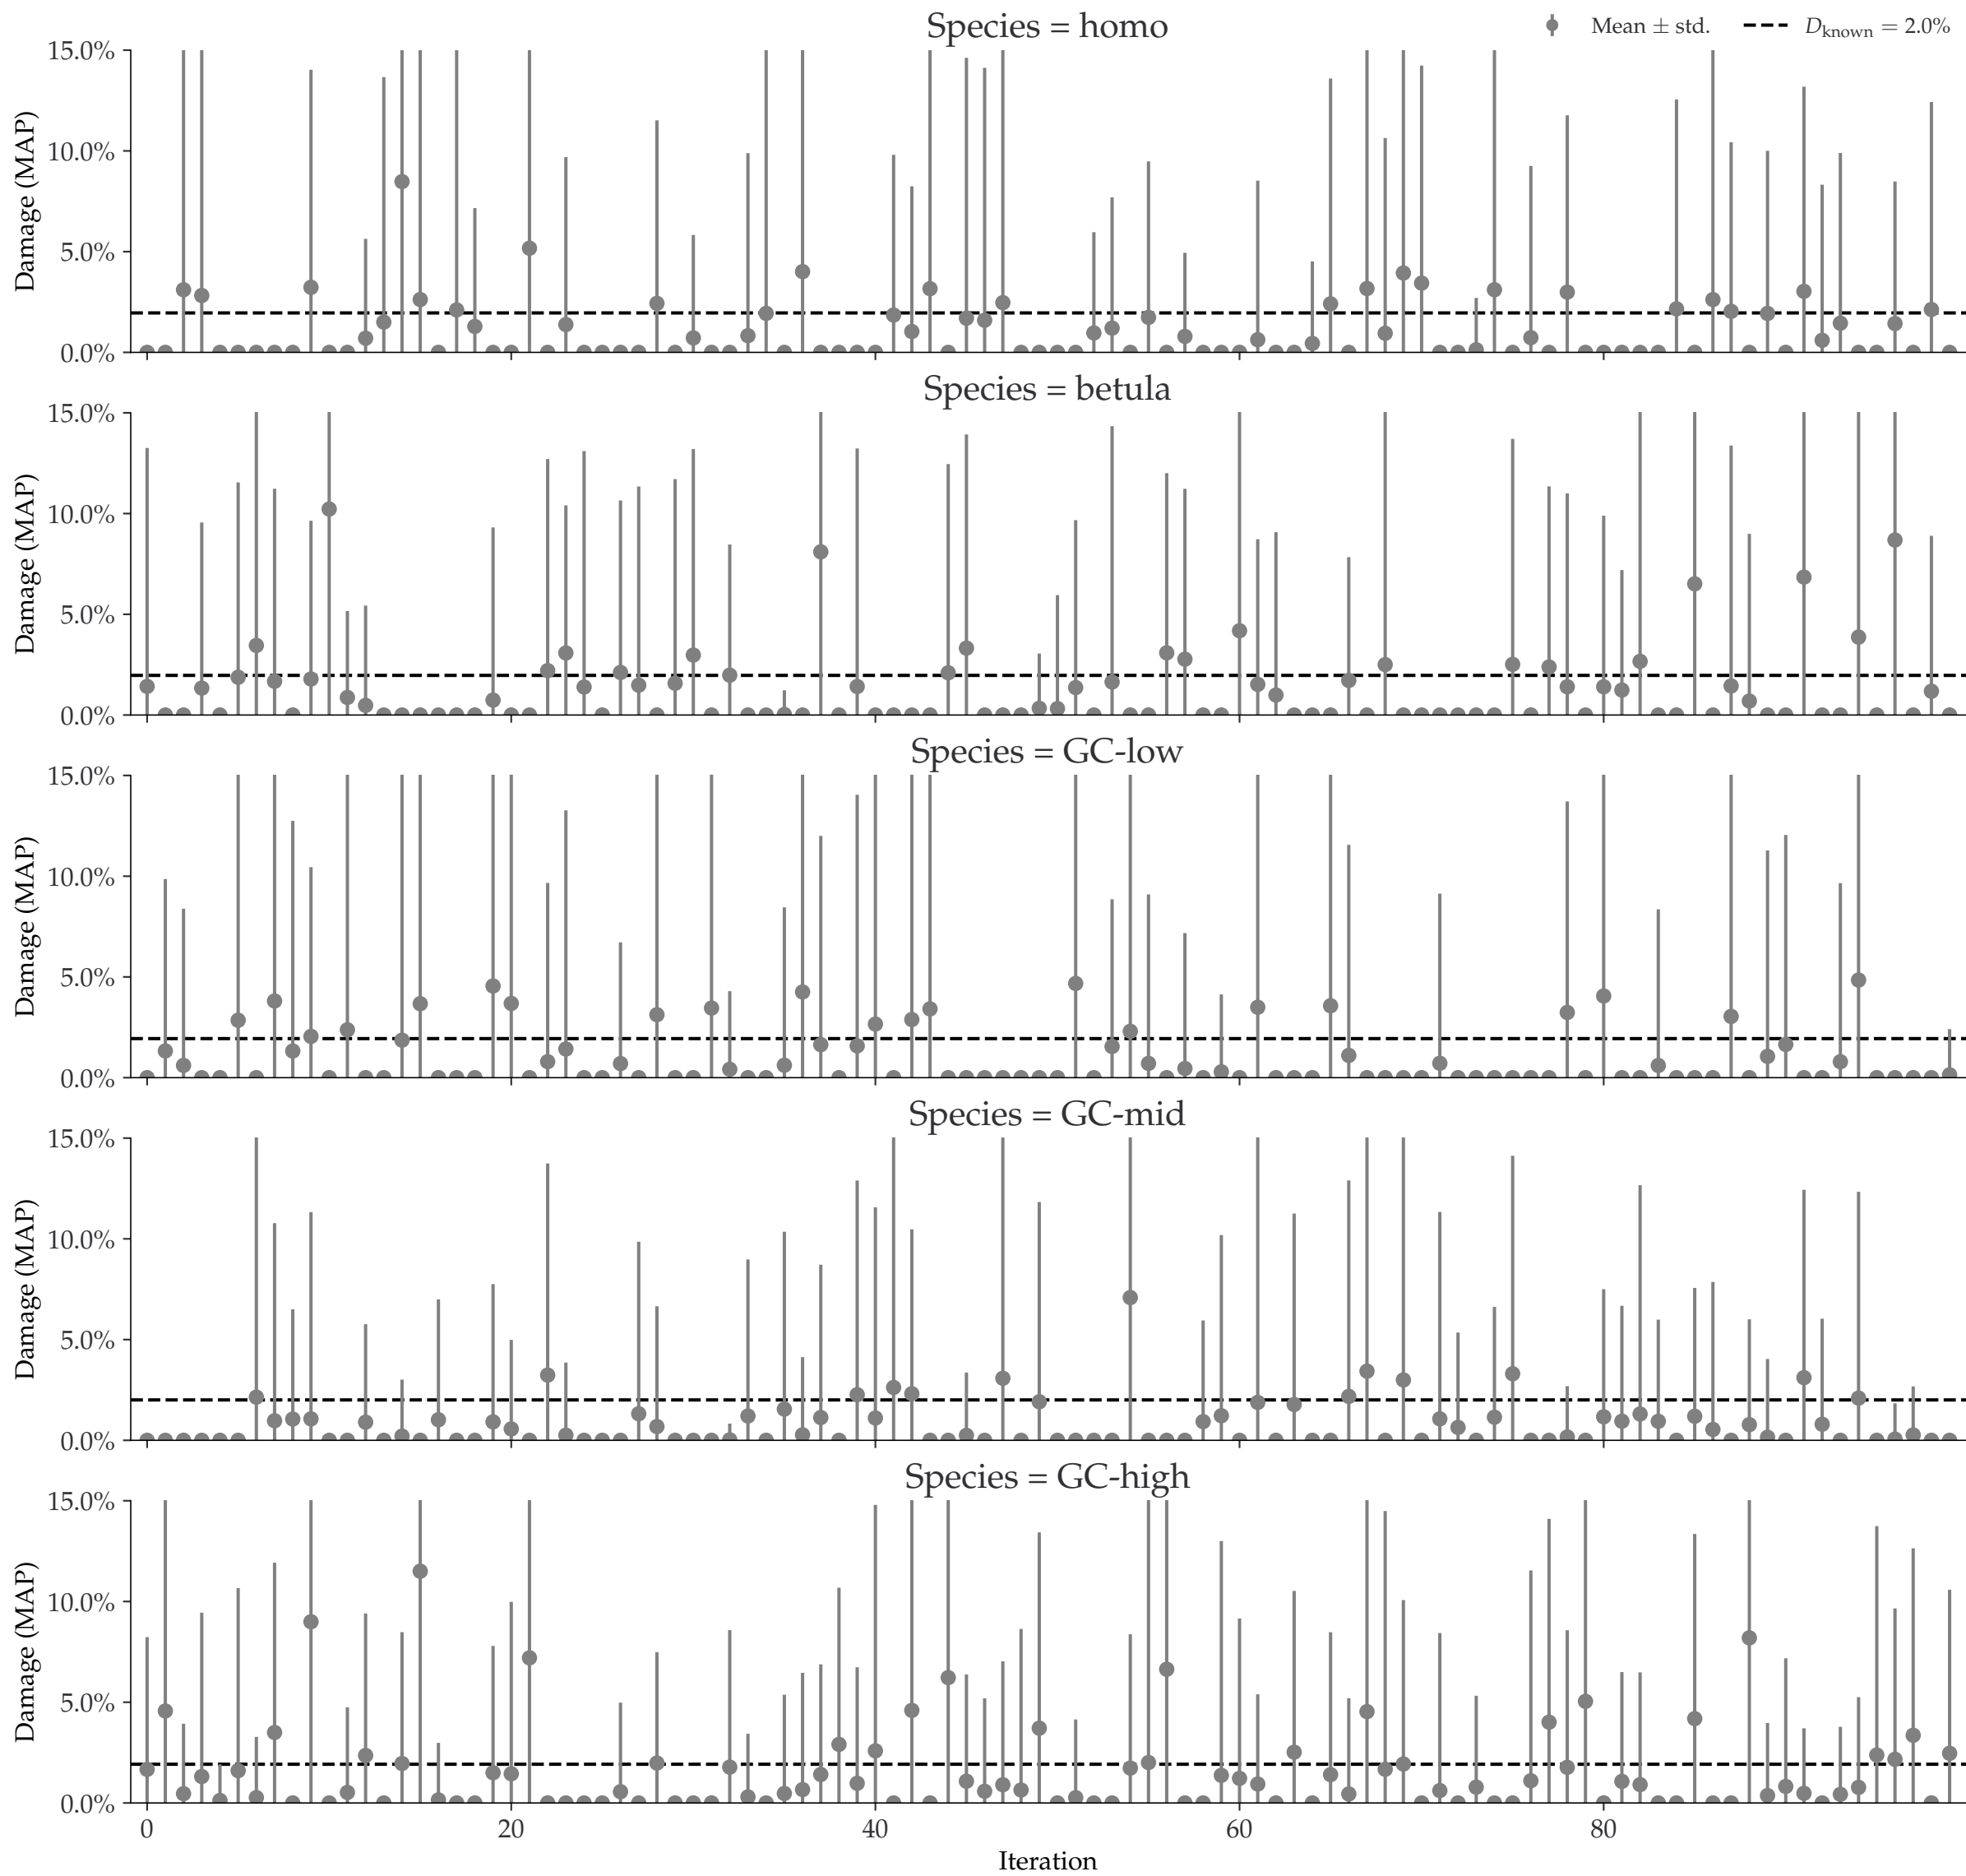 Species = homo
Mean ± std.
D_known = 2.0%
15.0%
10.0%
5.0%
0.0%
Damage (MAP)
Species = betula
15.0%
10.0%
5.0%
0.0%
Damage (MAP)
Species = GC-low
15.0%
10.0%
5.0%
0.0%
Damage (MAP)
Species = GC-mid
15.0%
10.0%
5.0%
0.0%
Damage (MAP)
Species = GC-high
15.0%
10.0%
5.0%
0.0%
Damage (MAP)
0 20 40 60 80
Iteration